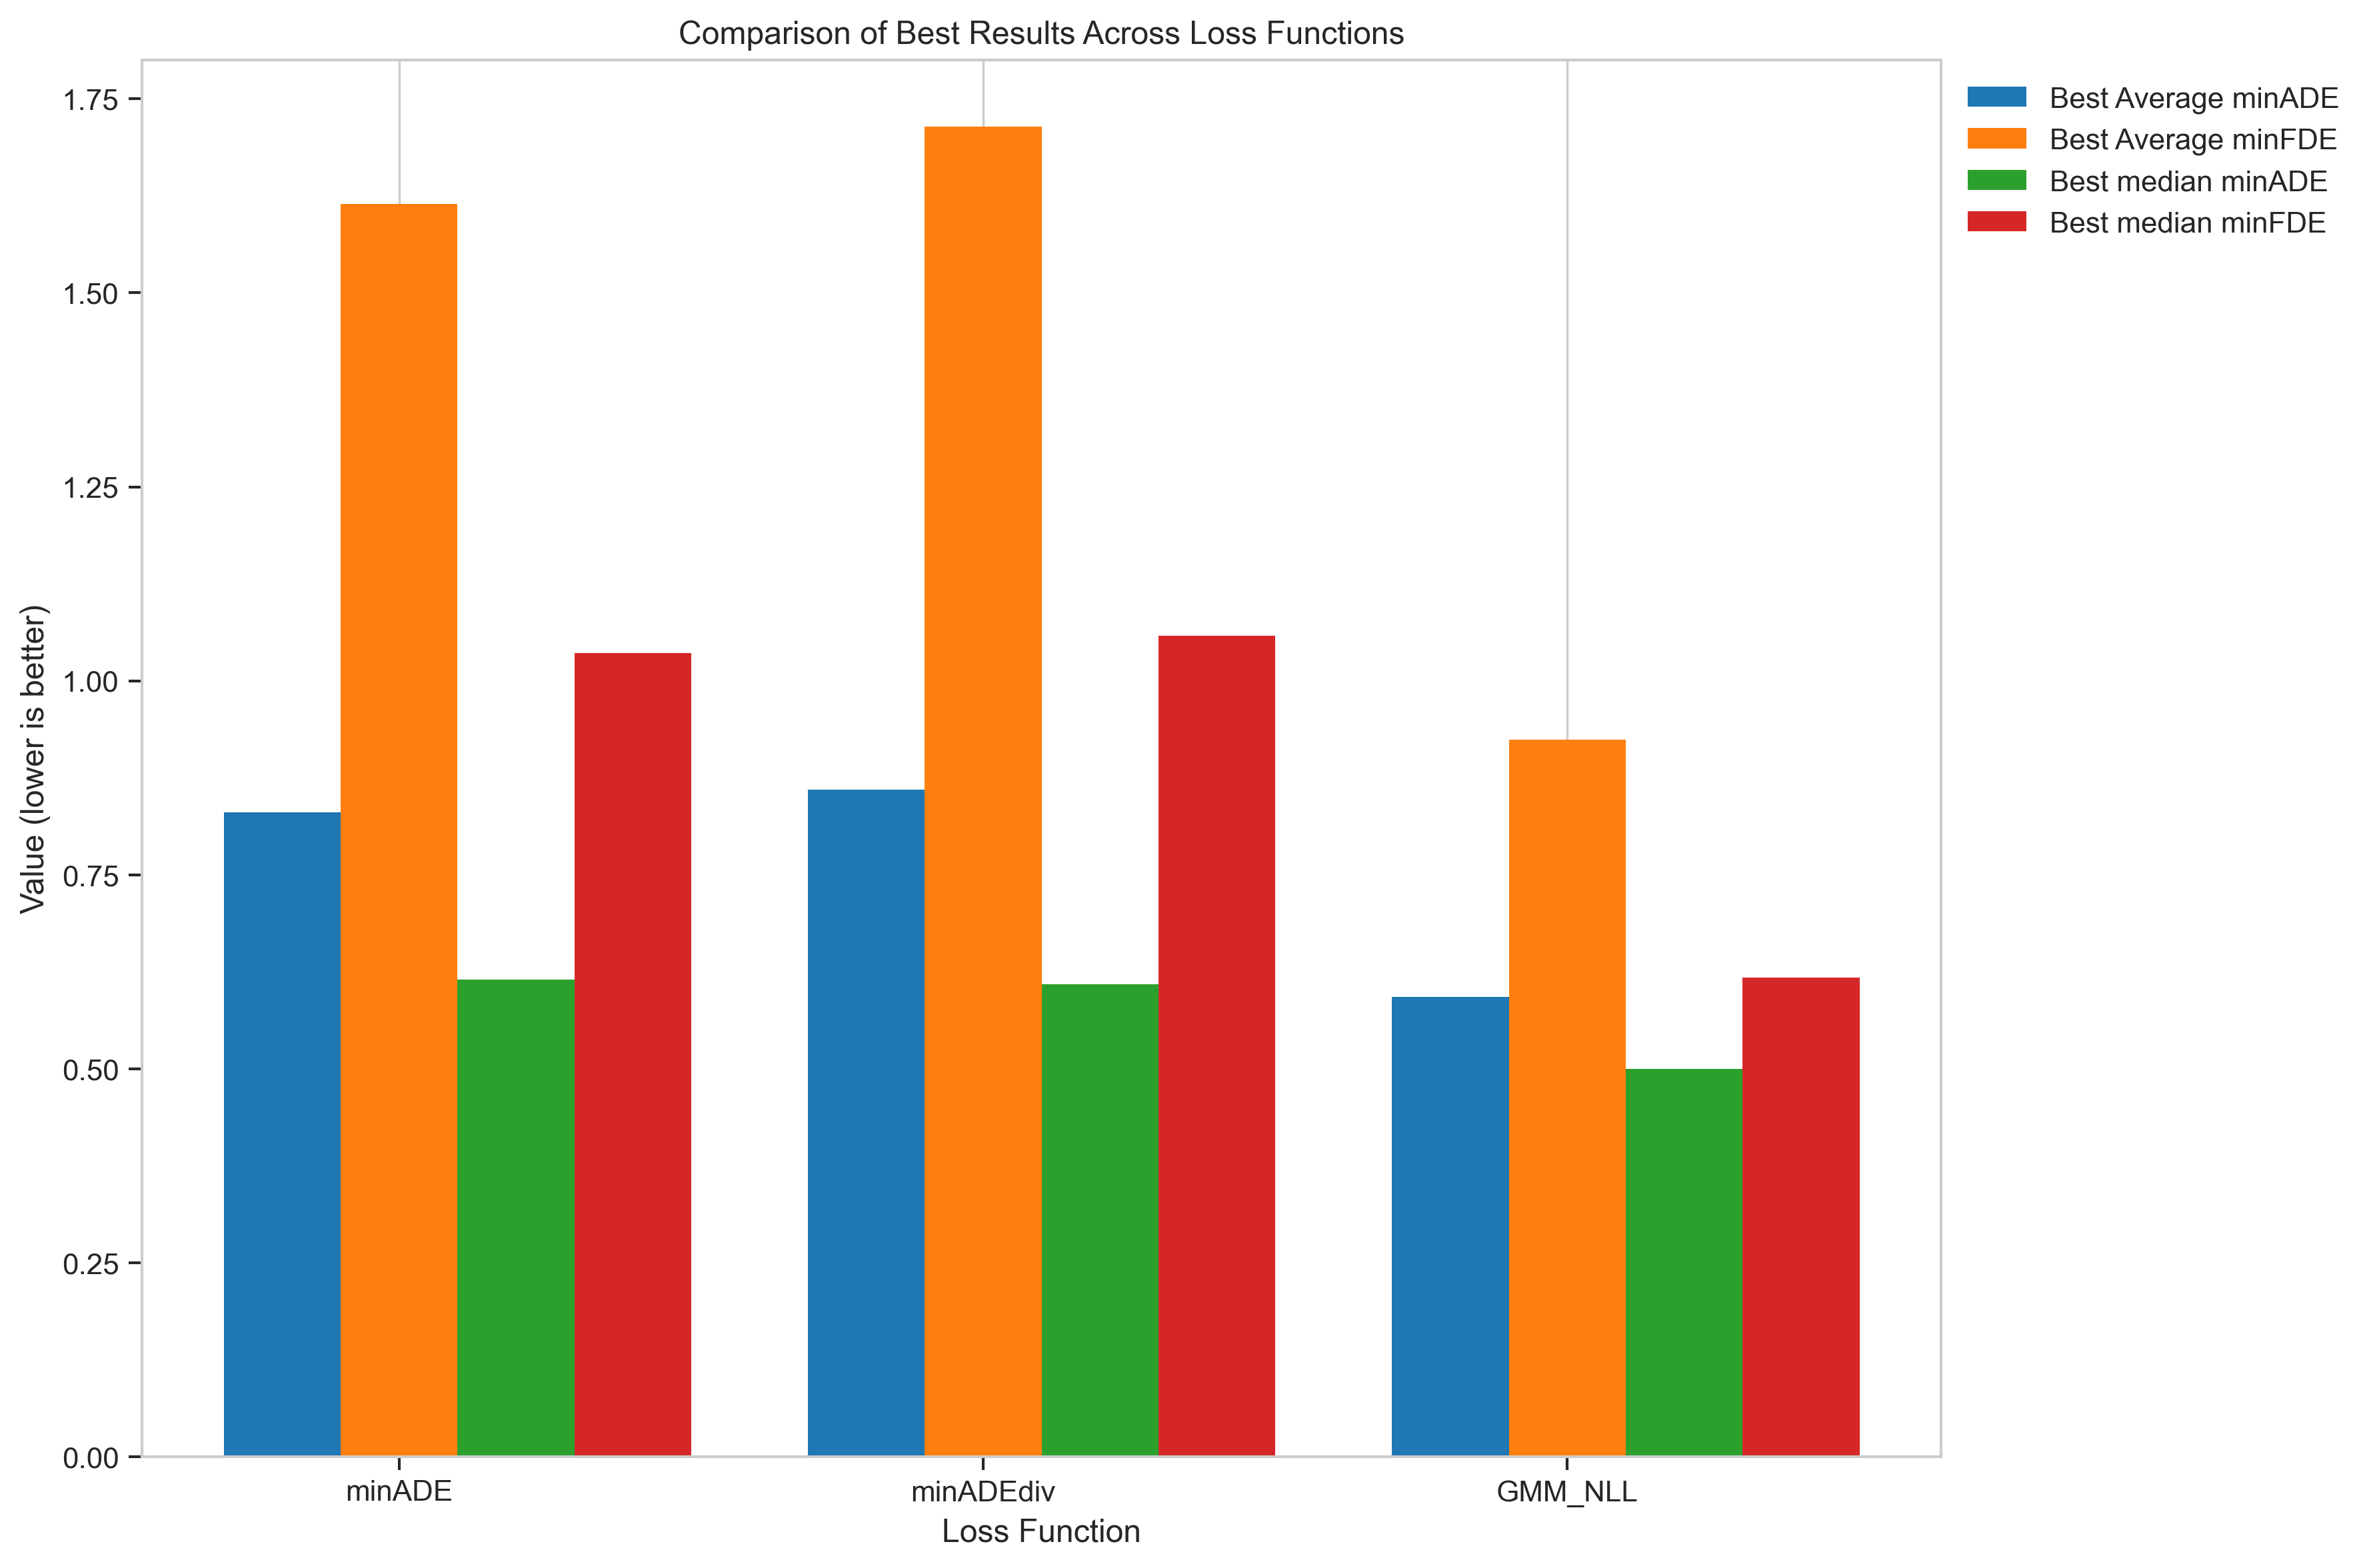 Comparison of Best Results Across Loss Functions
Best Average minADE
Best Average minFDE
Best median minADE
Best median minFDE
Value (lower is better)
1.75
1.50
1.25
1.00
0.75
0.50
0.25
0.00
minADE
minADEdiv
GMM_NLL
Loss Function